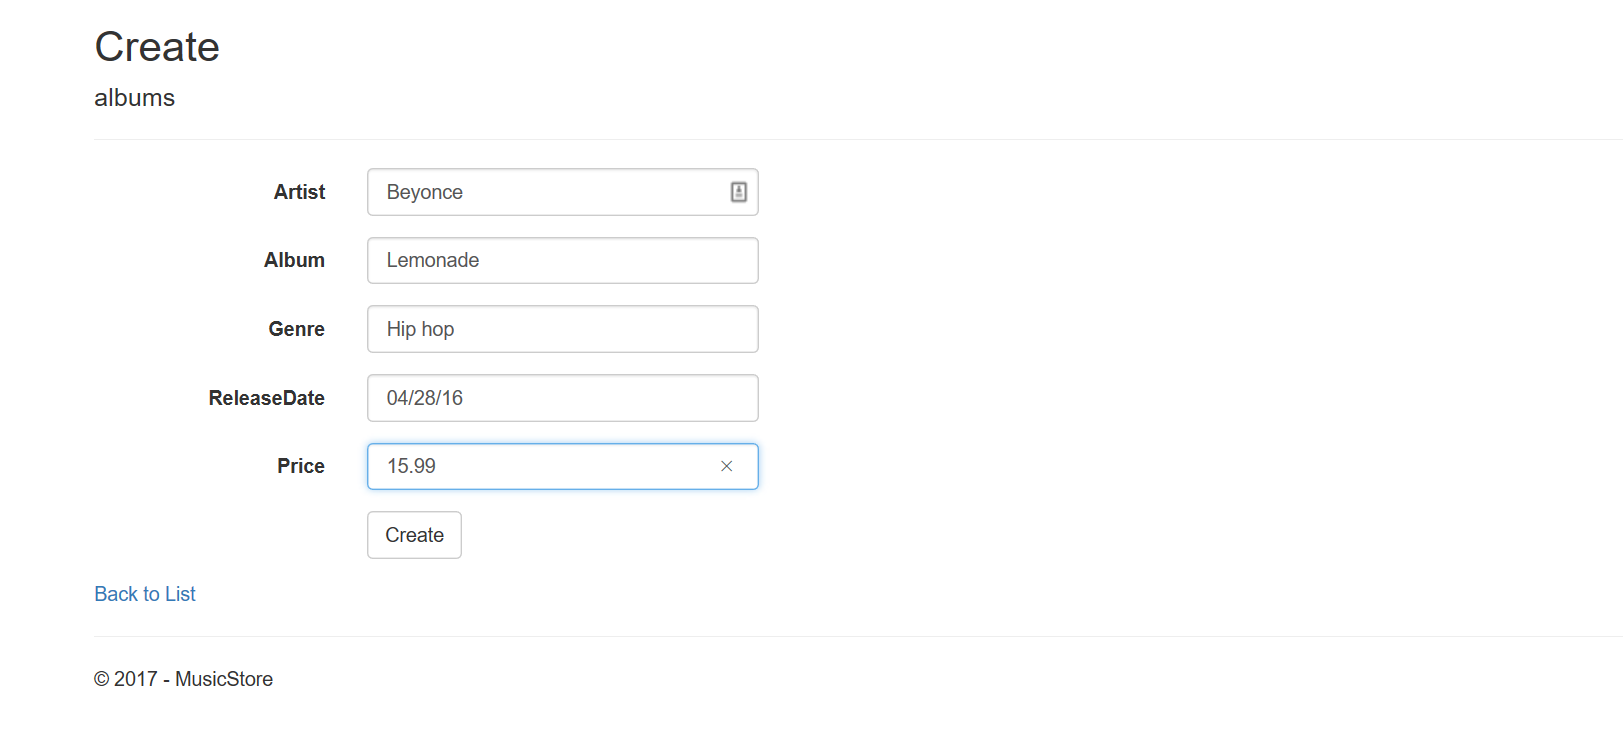 Create
albums
Artist Beyonce
Album Lemonade
Genre Hip hop
ReleaseDate 04/28/16
Price 15.99
Create
Back to List
© 2017 - MusicStore